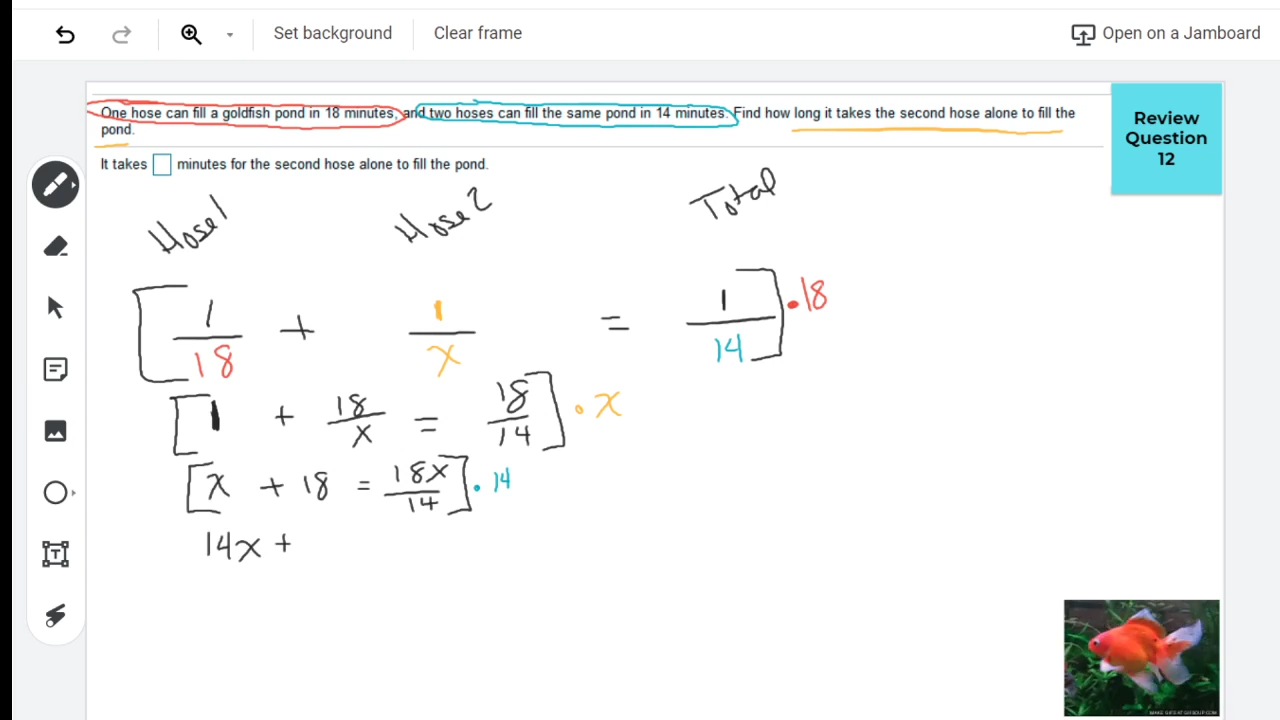 Set background Clear frame Open on a Jamboard
One hose can fill a goldfish pond in 18 minutes, and two hoses can fill the same pond in 14 minutes. Find how long it takes the second hose alone to fill the
pond.
Review
Question
12
It takes minutes for the second hose alone to fill the pond.
Hose 1 Hose 2 Total
[1/18 + 1/x = 1/14] • 18
[1 + 18/x = 18/14] • x
[x + 18 = 18x/14] • 14
14x +